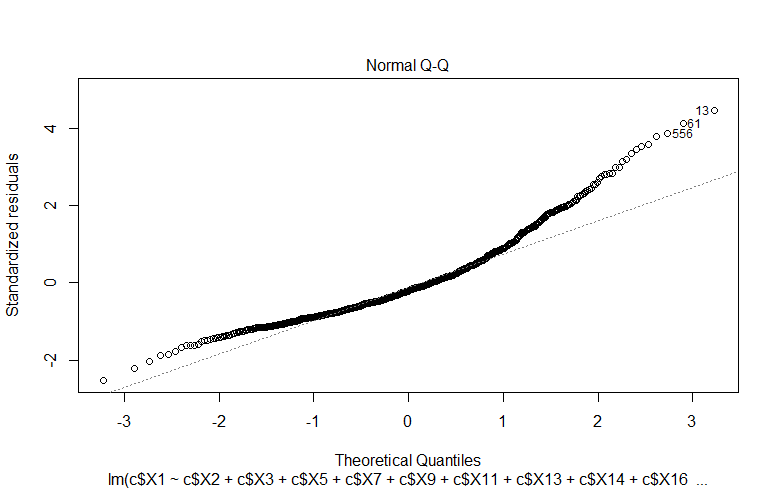 Normal Q-Q
Standardized residuals
4
2
0
-2
13
61
556
-3 -2 -1 0 1 2 3
Theoretical Quantiles
lm(c$X1 ~ c$X2 + c$X3 + c$X5 + c$X7 + c$X9 + c$X11 + c$X13 + c$X14 + c$X16 ...